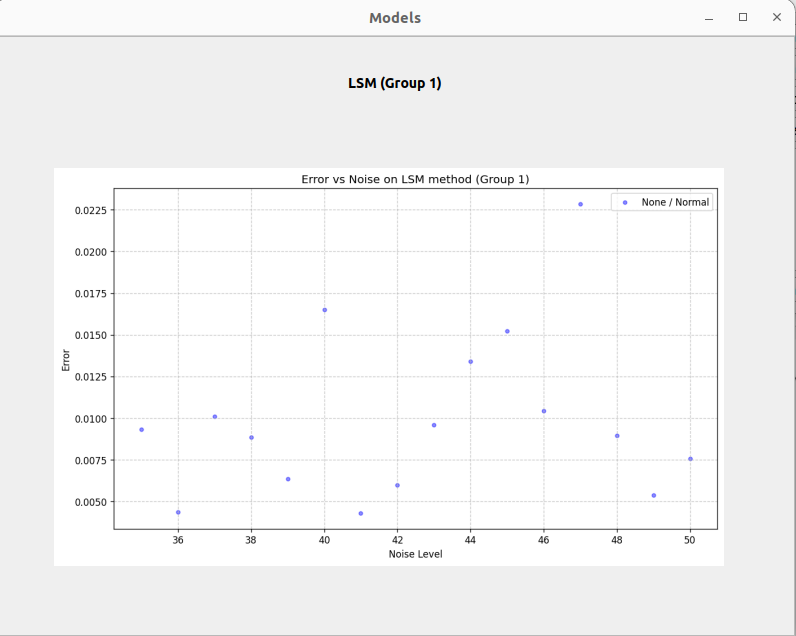 Models
LSM (Group 1)
Error vs Noise on LSM method (Group 1)
None / Normal
0.0225
0.0200
0.0175
0.0150
0.0125
0.0100
0.0075
0.0050
Error
36 38 40 42 44 46 48 50
Noise Level